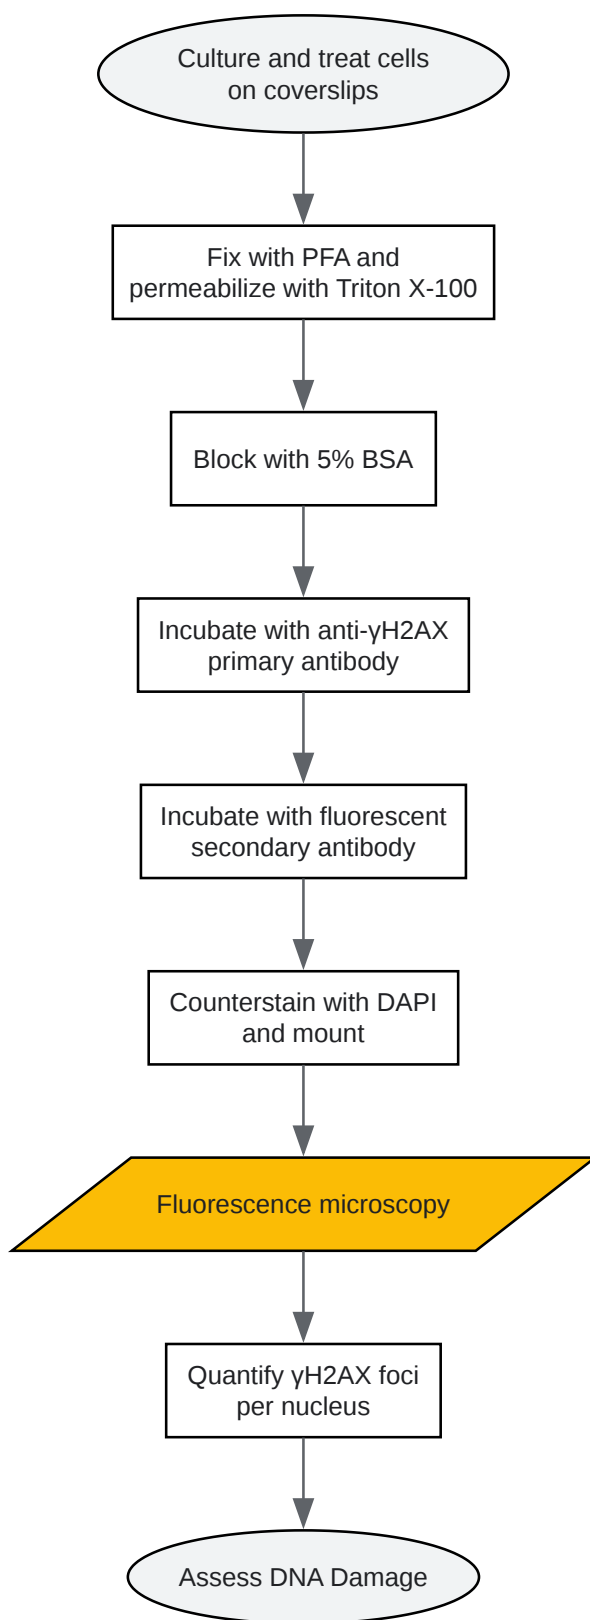 Culture and treat cells
on coverslips
Fix with PFA and
permeabilize with Triton X-100
Block with 5% BSA
Incubate with anti-γH2AX
primary antibody
Incubate with fluorescent
secondary antibody
Counterstain with DAPI
and mount
Fluorescence microscopy
Quantify γH2AX foci
per nucleus
Assess DNA Damage